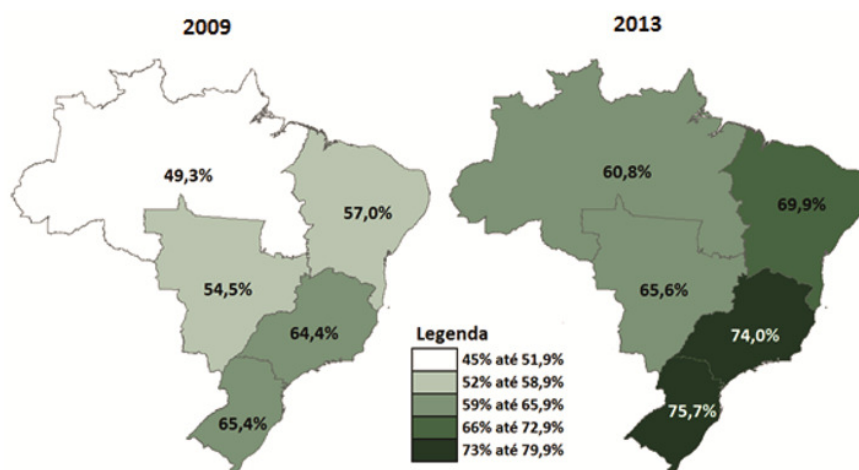 2009
49,3%
57,0%
54,5%
64,4%
65,4%
2013
60,8%
69,9%
65,6%
74,0%
75,7%
Legenda
45% até 51,9%
52% até 58,9%
59% até 65,9%
66% até 72,9%
73% até 79,9%